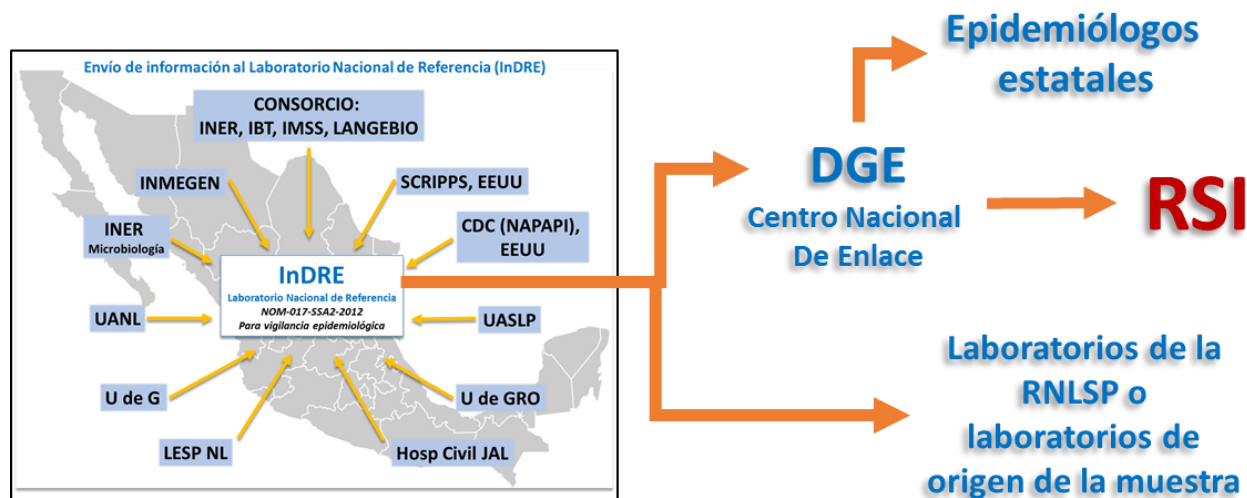 Envío de información al Laboratorio Nacional de Referencia (InDRE)
CONSORCIO:
INER, IBT, IMSS, LANGEBIO
INMEGEN
SCRIPPS, EEUU
INER
Microbiología
CDC (NAPAPI),
EEUU
InDRE
Laboratorio Nacional de Referencia
NOM-017-SSA2-2012
Para vigilancia epidemiológica
UANL
UASLP
U de G
U de GRO
LESP NL
Hosp Civil JAL
Epidemiólogos
estatales
DGE
Centro Nacional
De Enlace
RSI
Laboratorios de la
RNLSP o
laboratorios de
origen de la muestra